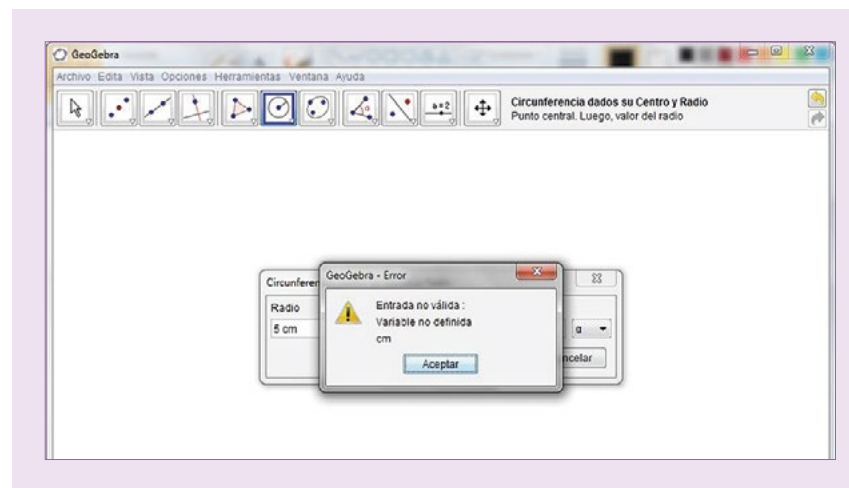 GeoGebra
Archivo Edita Vista Opciones Herramientas Ventana Ayuda
a=2
Circunferencia dados su Centro y Radio
Punto central. Luego, valor del radio
Circunferen
GeoGebra - Error
Radio
5 cm
Entrada no válida :
Variable no definida
cm
α
Aceptar
ncelar